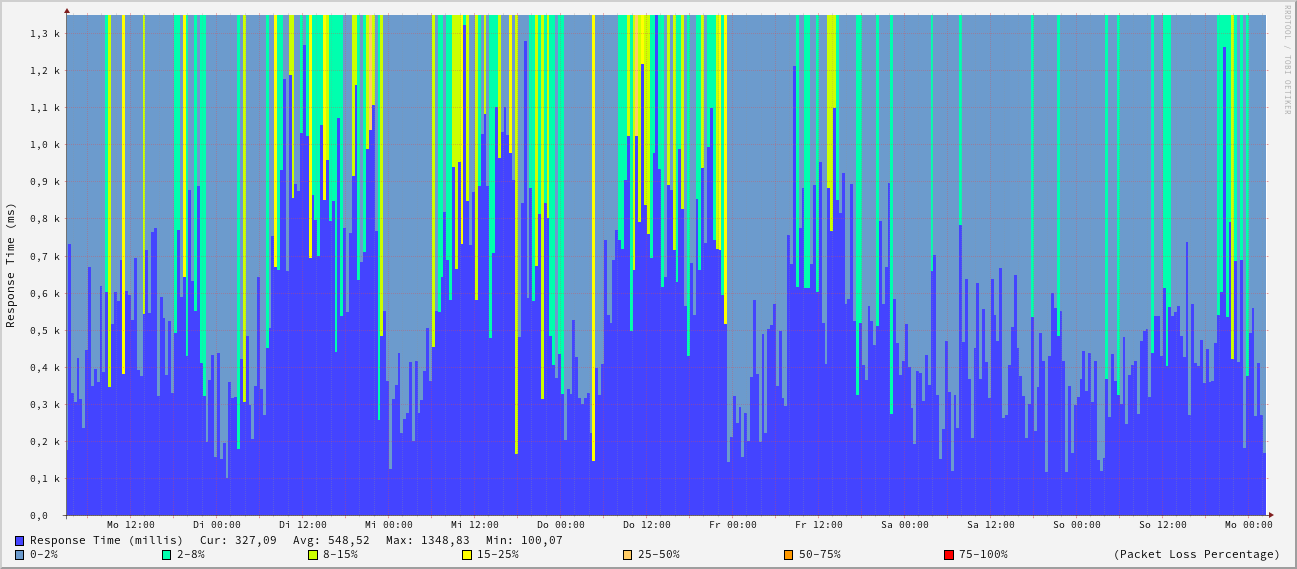 RRDTOOL / TOBI OETIKER
Response Time (ms)
1,3 k
1,2 k
1,1 k
1,0 k
0,9 k
0,8 k
0,7 k
0,6 k
0,5 k
0,4 k
0,3 k
0,2 k
0,1 k
0,0
Mo 12:00 Di 00:00 Di 12:00 Mi 00:00 Mi 12:00 Do 00:00 Do 12:00 Fr 00:00 Fr 12:00 Sa 00:00 Sa 12:00 So 00:00 So 12:00 Mo 00:00
Response Time (millis) Cur: 327,09 Avg: 548,52 Max: 1348,83 Min: 100,07
0-2% 2-8% 8-15% 15-25% 25-50% 50-75% 75-100% (Packet Loss Percentage)